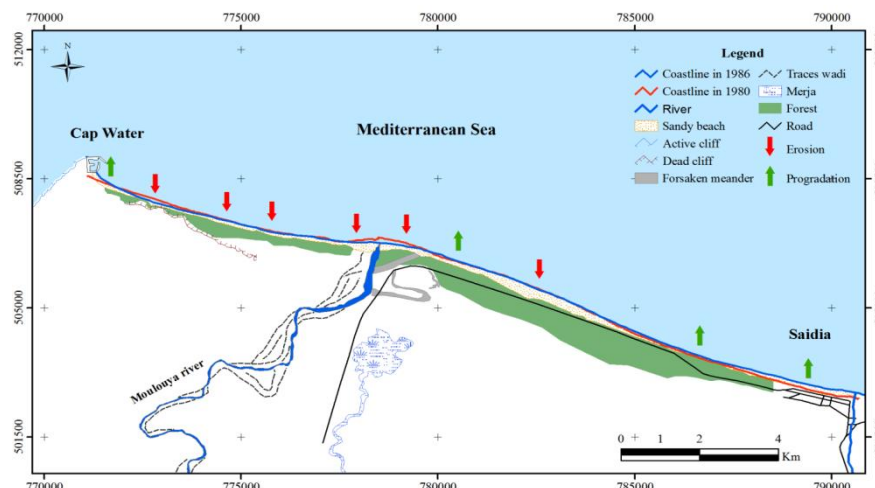 770000 775000 780000 785000 790000
512000
508500
505000
501500
N
Cap Water
Mediterranean Sea
Moulouya river
Saidia
Legend
Coastline in 1986
Coastline in 1980
River
Sandy beach
Active cliff
Dead cliff
Forsaken meander
Traces wadi
Merja
Forest
Road
Erosion
Progradation
0 1 2 4
Km
770000 775000 780000 785000 790000